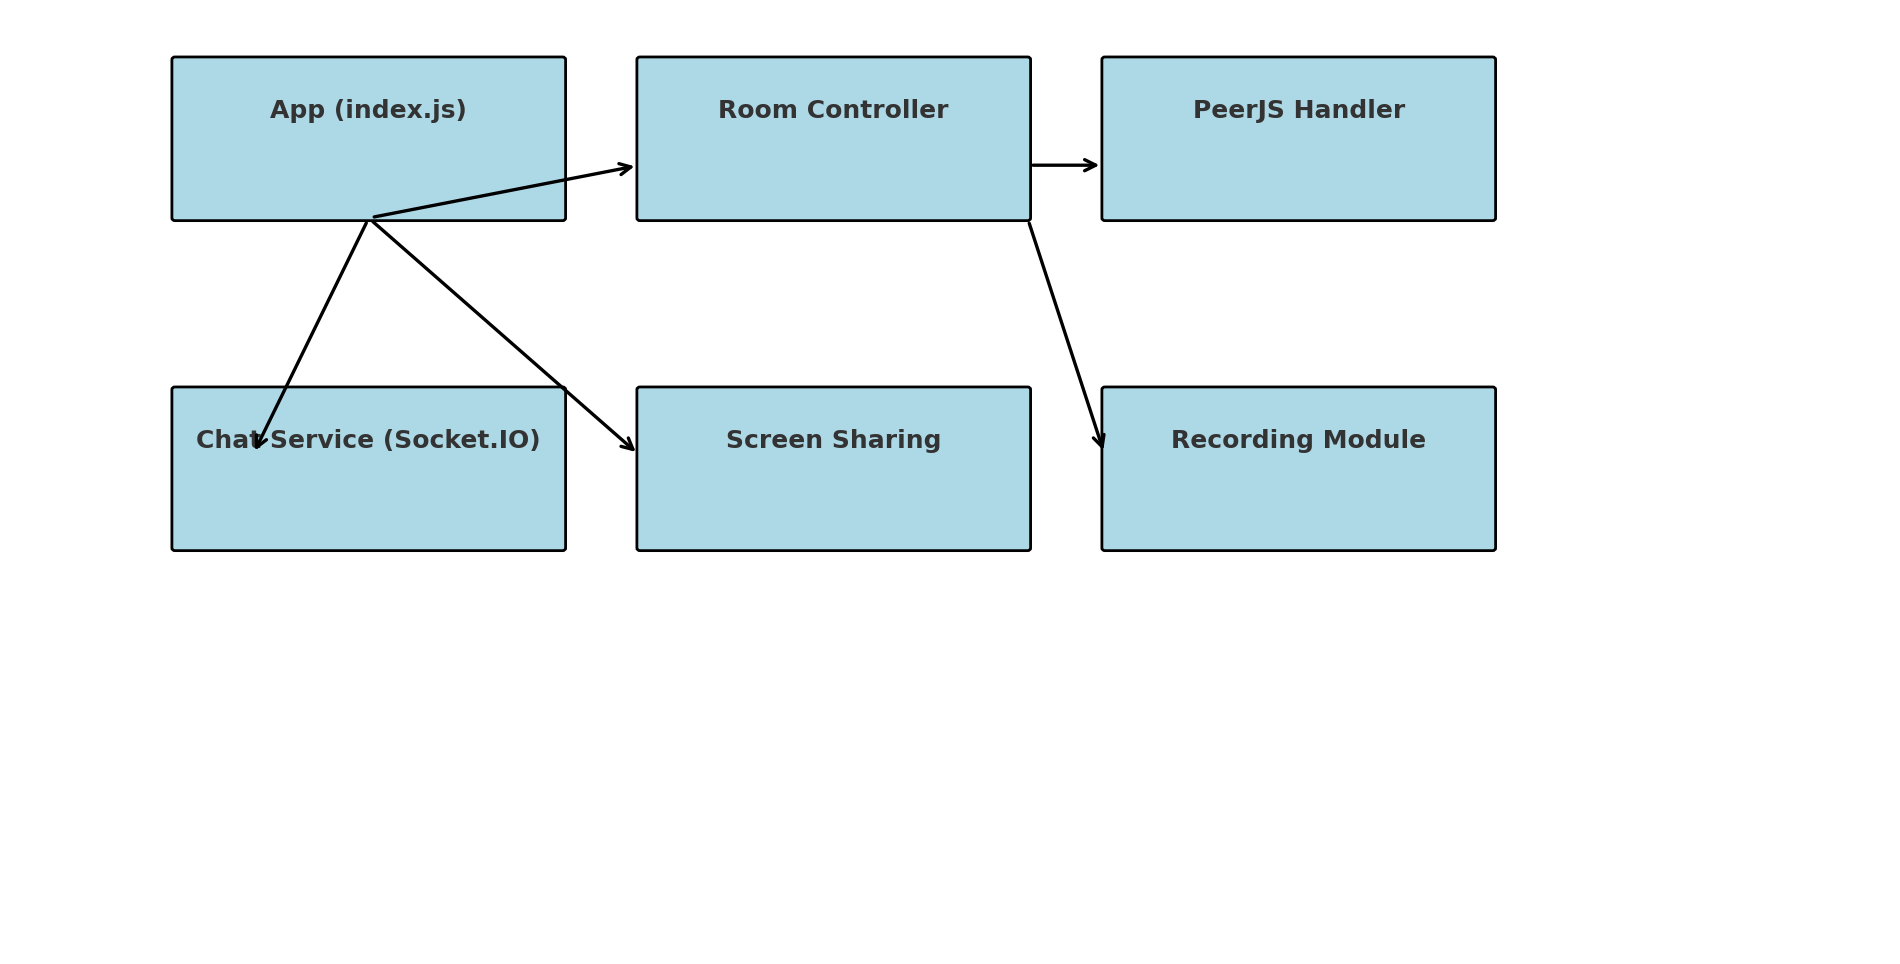 App (index.js)
Room Controller
PeerJS Handler
Chat Service (Socket.IO)
Screen Sharing
Recording Module